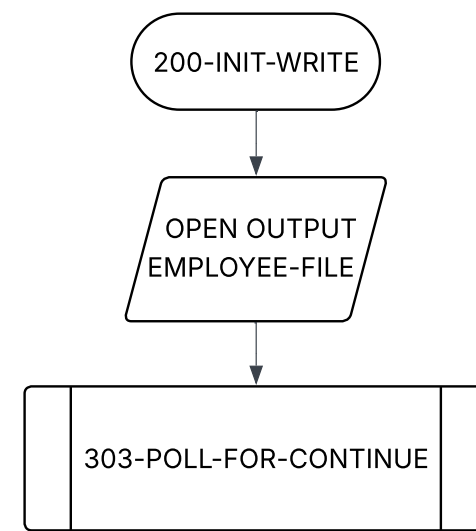 200-INIT-WRITE
OPEN OUTPUT
EMPLOYEE-FILE
303-POLL-FOR-CONTINUE